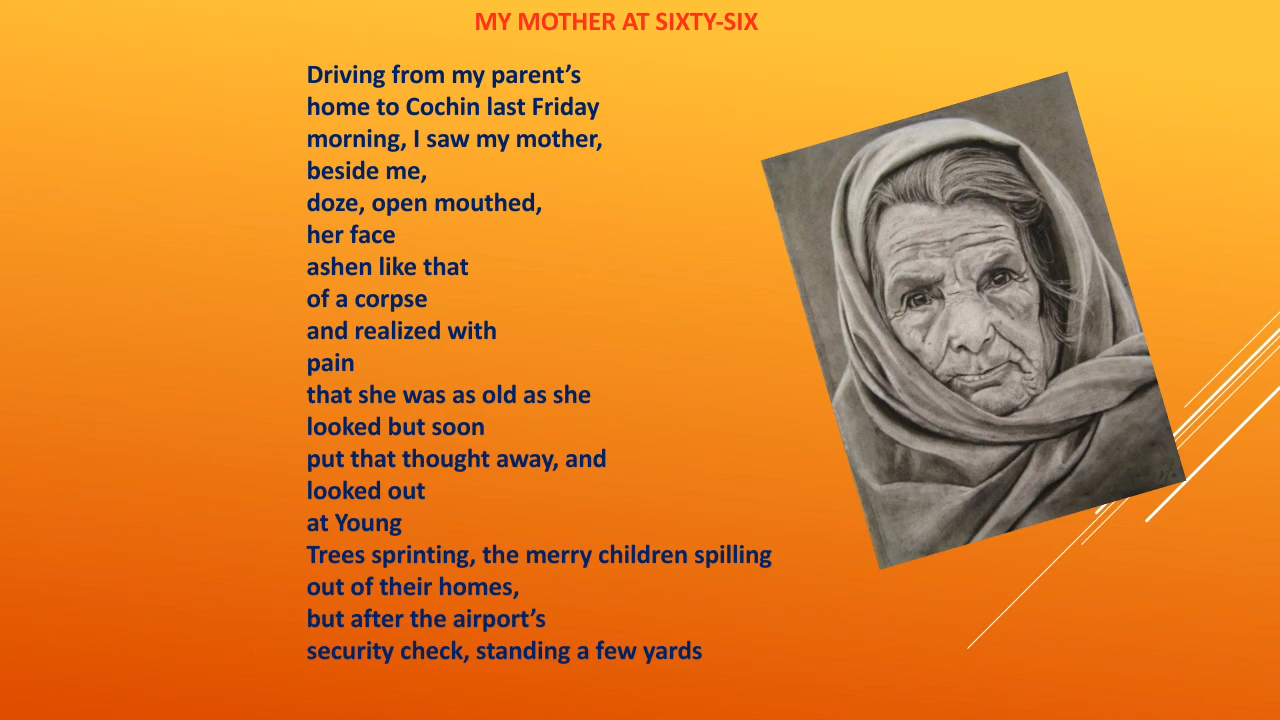 MY MOTHER AT SIXTY-SIX
Driving from my parent’s
home to Cochin last Friday
morning, I saw my mother,
beside me,
doze, open mouthed,
her face
ashen like that
of a corpse
and realized with
pain
that she was as old as she
looked but soon
put that thought away, and
looked out
at Young
Trees sprinting, the merry children spilling
out of their homes,
but after the airport’s
security check, standing a few yards